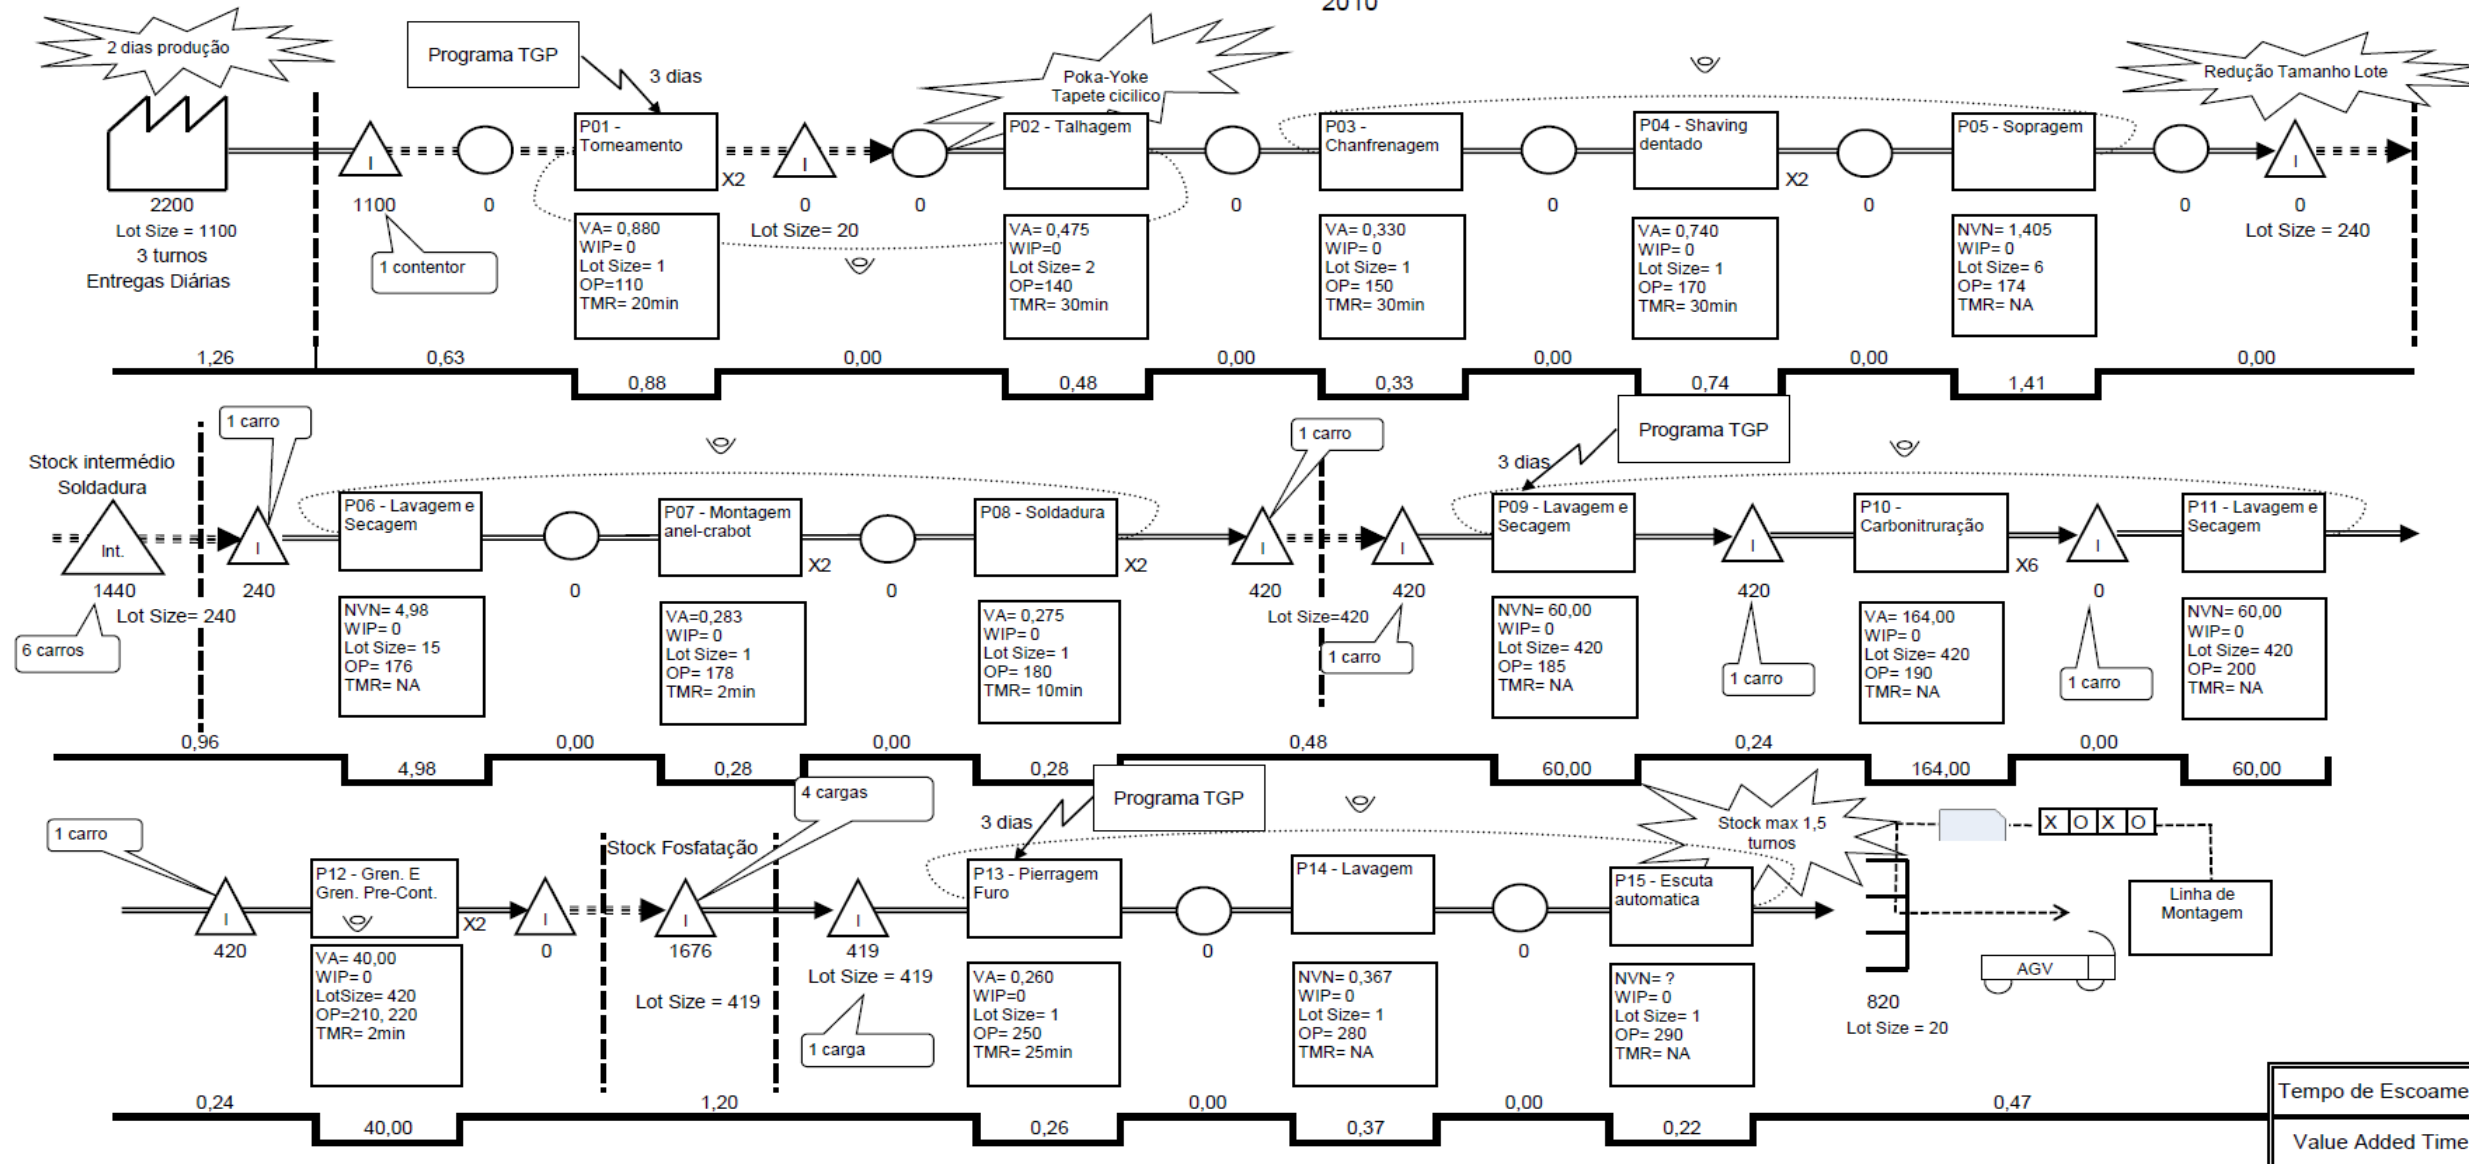 2010
2 dias produção
Programa TGP
3 dias
Poka-Yoke
Tapete cicilico
Redução Tamanho Lote
P01 -
Torneamento
P02 - Talhagem
P03 -
Chanfrenagem
P04 - Shaving
dentado
P05 - Sopragem
I
I
I
X2
X2
2200
1100
0
0
0
0
0
0
0
0
Lot Size = 1100
3 turnos
Entregas Diárias
1 contentor
Lot Size= 20
Lot Size = 240
VA= 0,880
WIP= 0
Lot Size= 1
OP=110
TMR= 20min
VA= 0,475
WIP=0
Lot Size= 2
OP=140
TMR= 30min
VA= 0,330
WIP= 0
Lot Size= 1
OP= 150
TMR= 30min
VA= 0,740
WIP= 0
Lot Size= 1
OP= 170
TMR= 30min
NVN= 1,405
WIP= 0
Lot Size= 6
OP= 174
TMR= NA
1,26
0,63
0,00
0,00
0,00
0,00
0,00
0,88
0,48
0,33
0,74
1,41
1 carro
1 carro
Programa TGP
3 dias
Stock intermédio
Soldadura
P06 - Lavagem e
Secagem
P07 - Montagem
anel-crabot
P08 - Soldadura
P09 - Lavagem e
Secagem
P10 -
Carbonitruração
P11 - Lavagem e
Secagem
Int.
I
I
I
I
I
X2
X2
X6
1440
240
0
0
420
420
420
0
Lot Size= 240
Lot Size=420
6 carros
1 carro
1 carro
1 carro
NVN= 4,98
WIP= 0
Lot Size= 15
OP= 176
TMR= NA
VA=0,283
WIP= 0
Lot Size= 1
OP= 178
TMR= 2min
VA= 0,275
WIP= 0
Lot Size= 1
OP= 180
TMR= 10min
NVN= 60,00
WIP= 0
Lot Size= 420
OP= 185
TMR= NA
VA= 164,00
WIP= 0
Lot Size= 420
OP= 190
TMR= NA
NVN= 60,00
WIP= 0
Lot Size= 420
OP= 200
TMR= NA
0,96
0,00
0,00
0,48
0,24
0,00
4,98
0,28
0,28
60,00
164,00
60,00
1 carro
4 cargas
Programa TGP
3 dias
Stock max 1,5
turnos
X O X O
Stock Fosfatação
P12 - Gren. E
Gren. Pre-Cont.
P13 - Pierragem
Furo
P14 - Lavagem
P15 - Escuta
automatica
Linha de
Montagem
I
I
I
I
X2
AGV
420
0
1676
419
0
0
820
Lot Size = 419
Lot Size = 419
Lot Size = 20
1 carga
VA= 40,00
WIP= 0
LotSize= 420
OP=210, 220
TMR= 2min
VA= 0,260
WIP=0
Lot Size= 1
OP= 250
TMR= 25min
NVN= 0,367
WIP= 0
Lot Size= 1
OP= 280
TMR= NA
NVN= ?
WIP= 0
Lot Size= 1
OP= 290
TMR= NA
0,24
1,20
0,00
0,00
0,47
40,00
0,26
0,37
0,22
Tempo de Escoame
Value Added Time